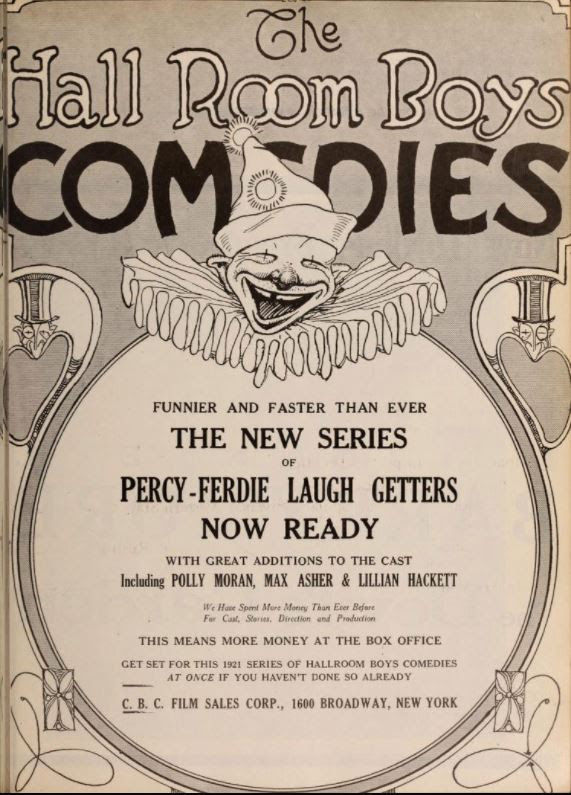 The
Hall Room Boys
COMEDIES
FUNNIER AND FASTER THAN EVER
THE NEW SERIES
OF
PERCY-FERDIE LAUGH GETTERS
NOW READY
WITH GREAT ADDITIONS TO THE CAST
Including POLLY MORAN, MAX ASHER & LILLIAN HACKETT
We Have Spent More Money Than Ever Before
For Cast, Stories, Direction and Production
THIS MEANS MORE MONEY AT THE BOX OFFICE
GET SET FOR THIS 1921 SERIES OF HALLROOM BOYS COMEDIES
AT ONCE IF YOU HAVEN'T DONE SO ALREADY
C. B. C. FILM SALES CORP., 1600 BROADWAY, NEW YORK